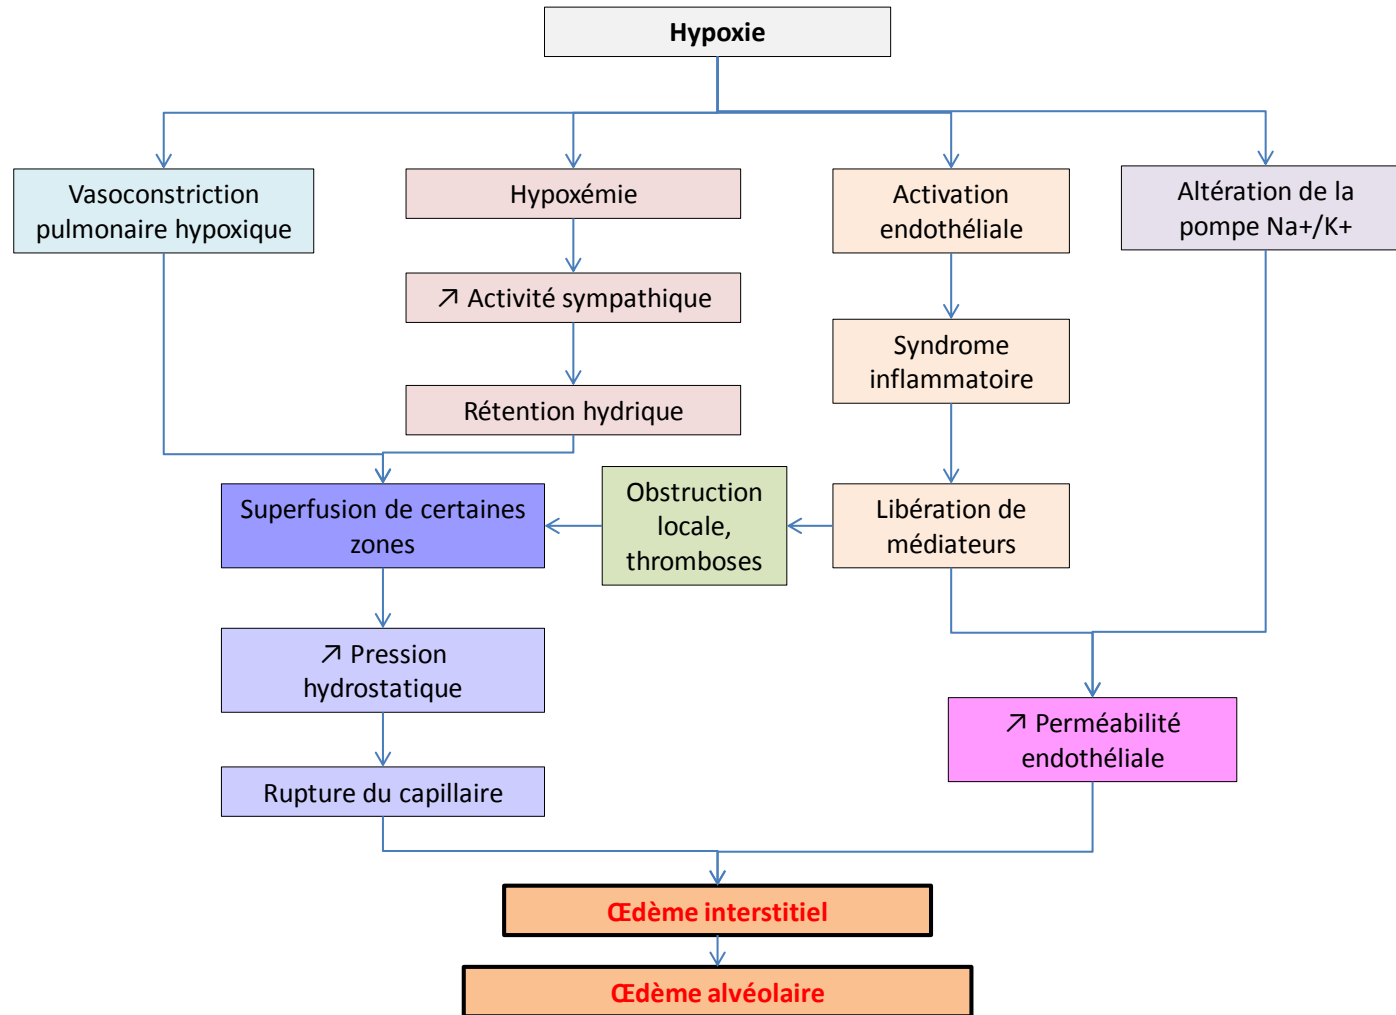 Hypoxie
Vasoconstriction
pulmonaire hypoxique
Hypoxémie
Activation
endothéliale
Altération de la
pompe Na+/K+
↗ Activité sympathique
Syndrome
inflammatoire
Rétention hydrique
Superfusion de certaines
zones
Obstruction
locale,
thromboses
Libération de
médiateurs
↗ Pression
hydrostatique
↗ Perméabilité
endothéliale
Rupture du capillaire
Œdème interstitiel
Œdème alvéolaire